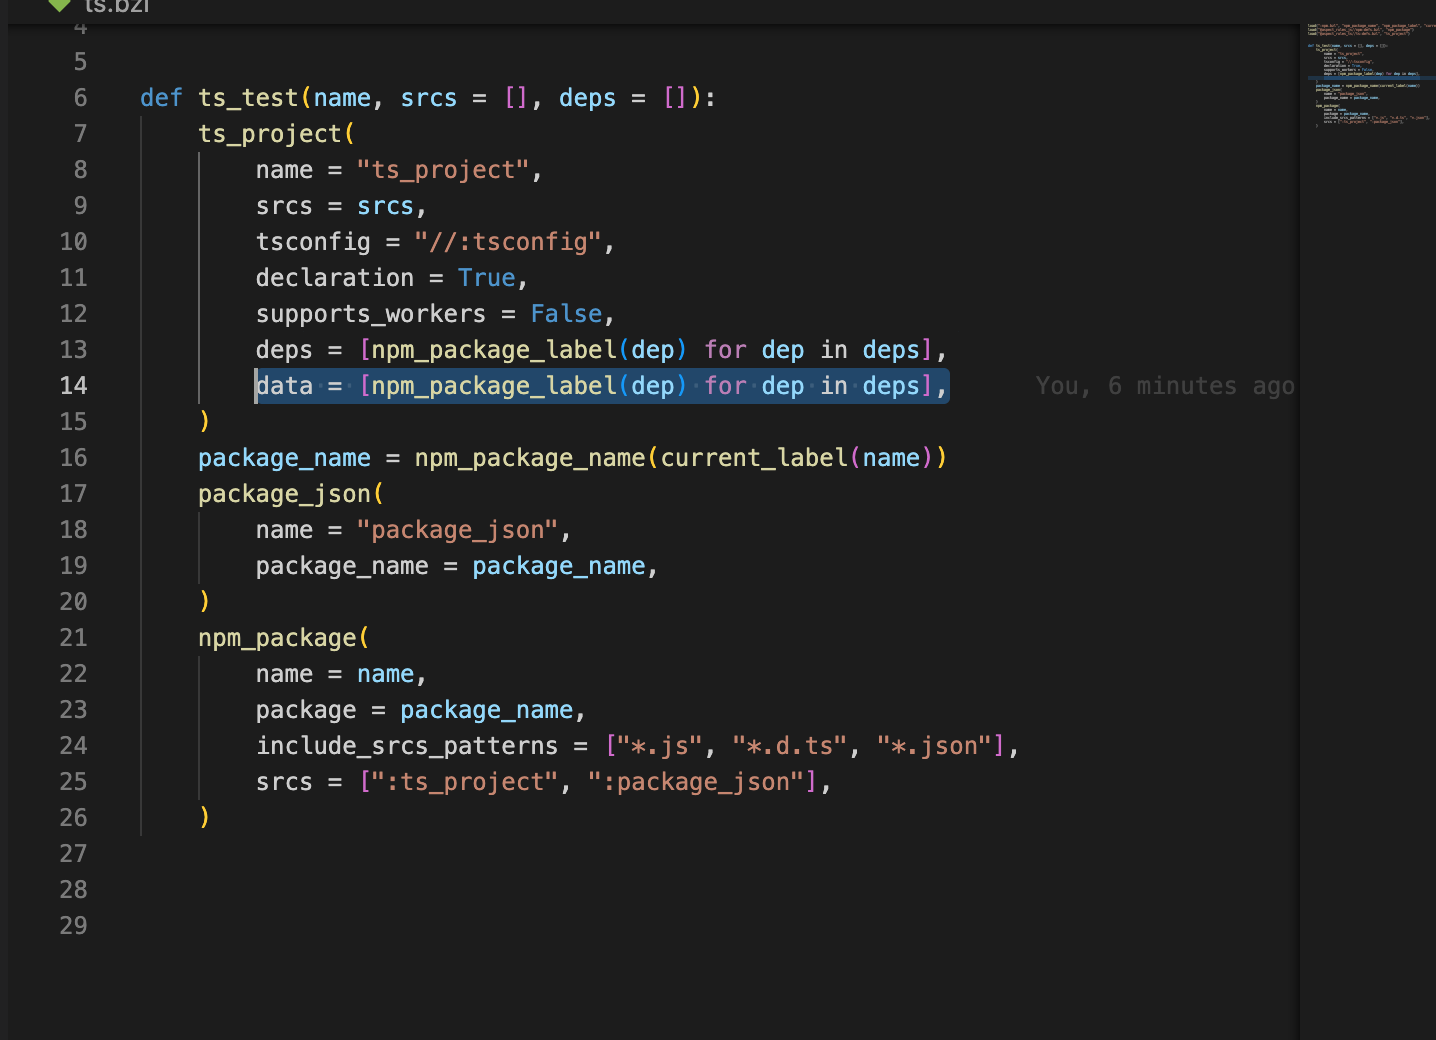 ts.bzl
4
5
6 def ts_test(name, srcs = [], deps = []):
7 ts_project(
8 name = "ts_project",
9 srcs = srcs,
10 tsconfig = "//:tsconfig",
11 declaration = True,
12 supports_workers = False,
13 deps = [npm_package_label(dep) for dep in deps],
14 data = [npm_package_label(dep) for dep in deps], You, 6 minutes ago
15 )
16 package_name = npm_package_name(current_label(name))
17 package_json(
18 name = "package_json",
19 package_name = package_name,
20 )
21 npm_package(
22 name = name,
23 package = package_name,
24 include_srcs_patterns = ["*.js", "*.d.ts", "*.json"],
25 srcs = [":ts_project", ":package_json"],
26 )
27
28
29